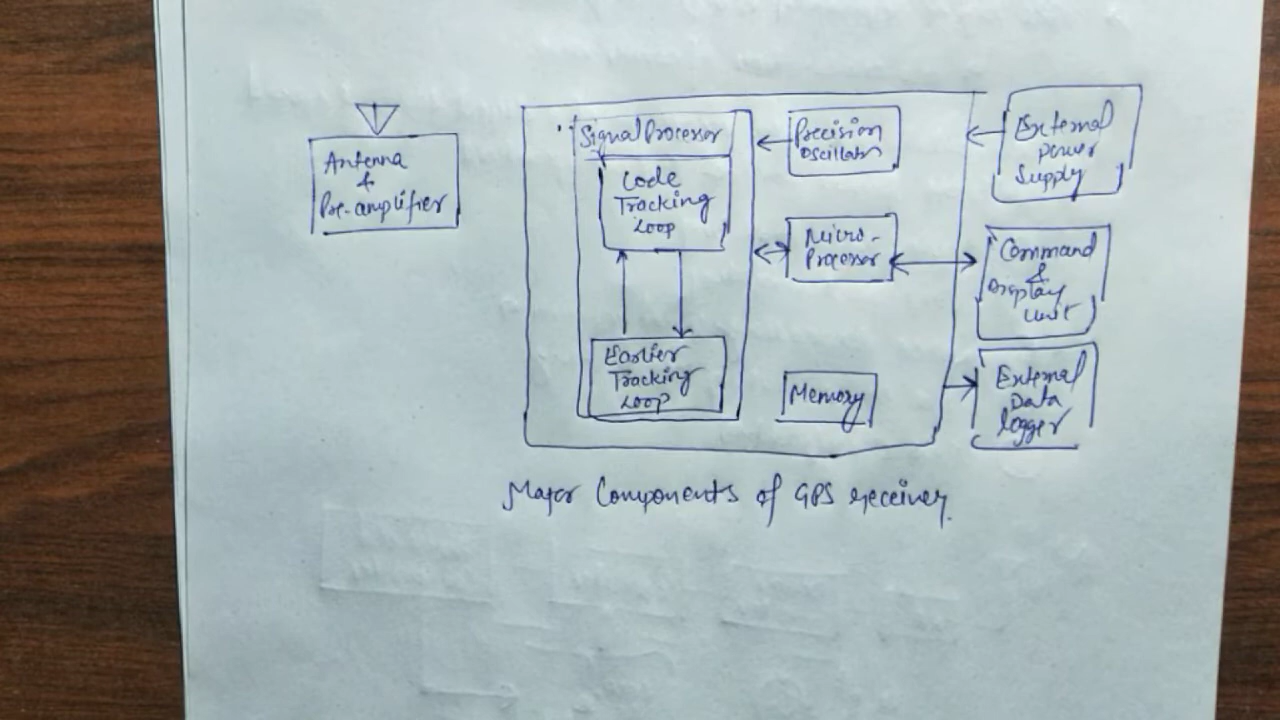 Antenna
&
Pre-amplifier
Signal Processor
Code
Tracking
Loop
Earlier
Tracking
Loop
Precision
Oscillator
Micro-
Processor
Memory
External
power
Supply
Command
&
Display
unit
External
Data
logger
Major Components of GPS receiver.